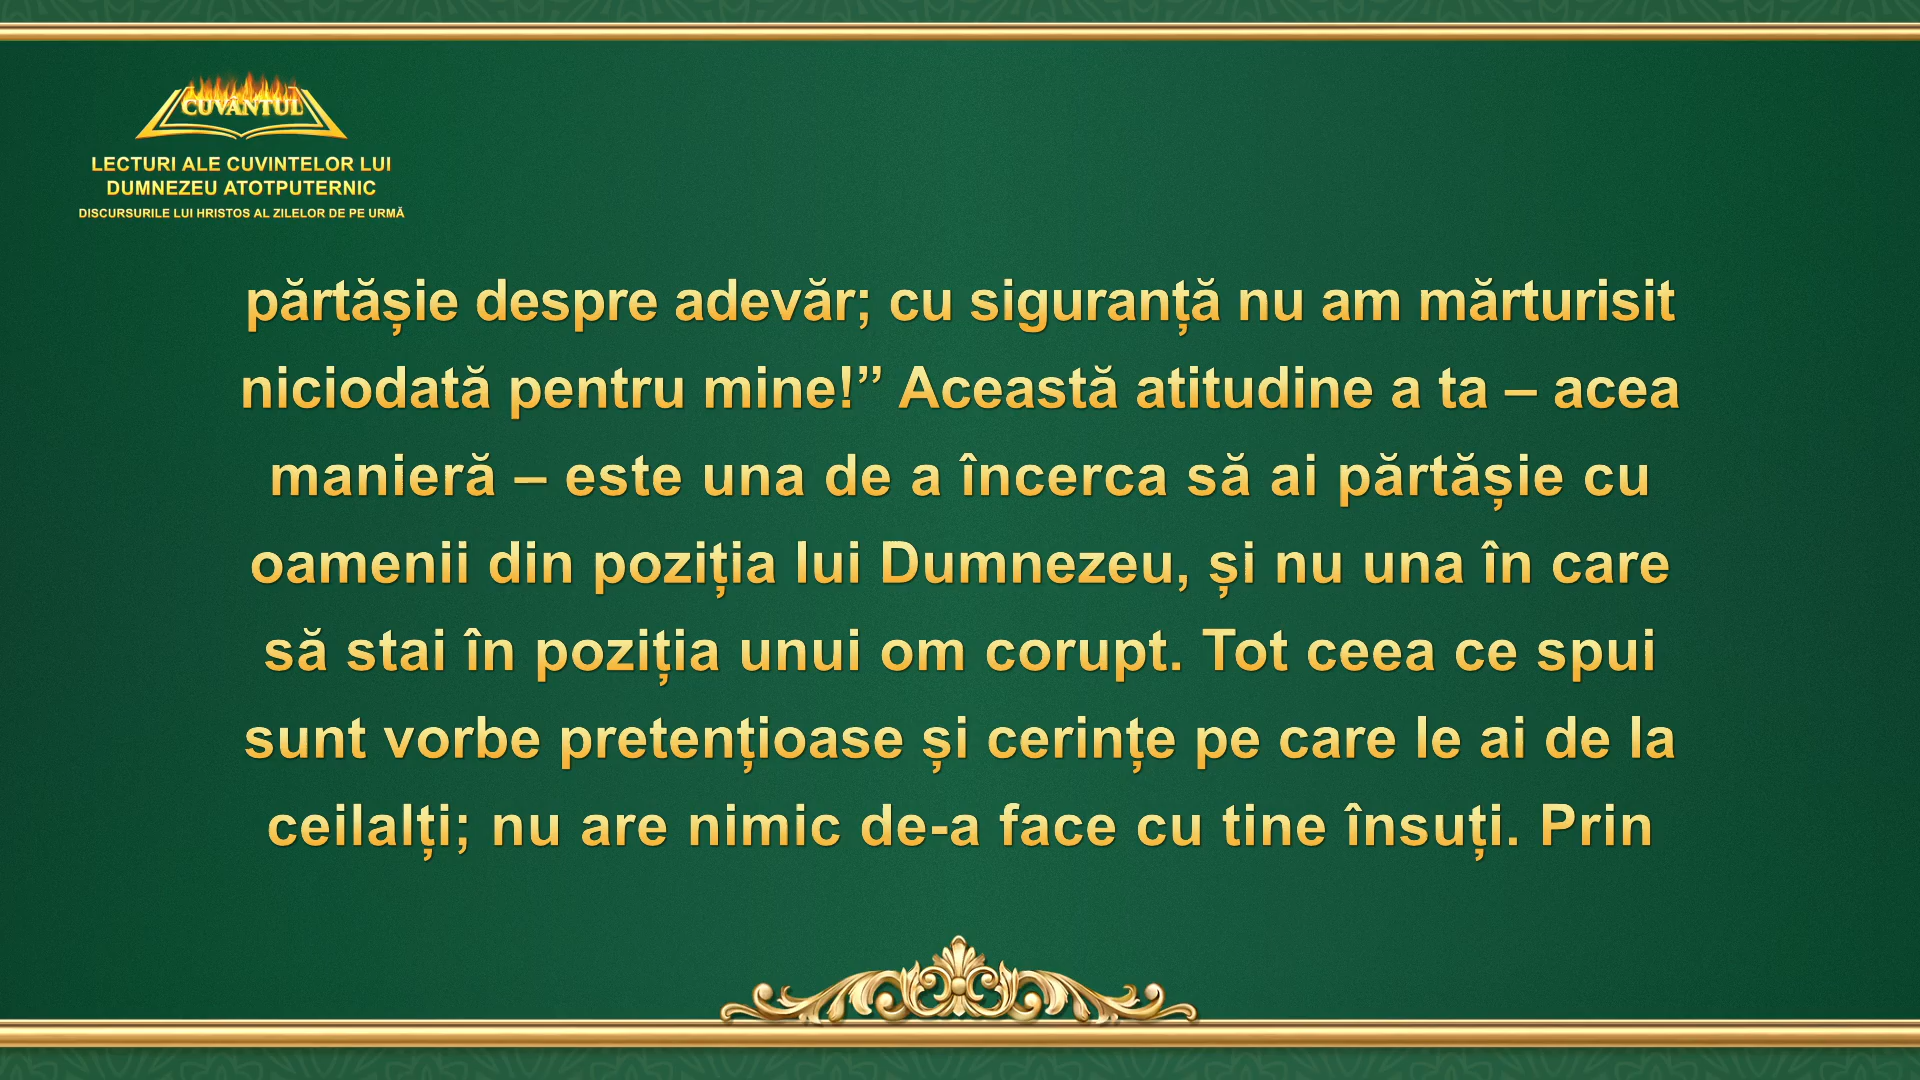 CUVÂNTUL
LECTURI ALE CUVINTELOR LUI
DUMNEZEU ATOTPUTERNIC
DISCURSURILE LUI HRISTOS AL ZILELOR DE PE URMĂ
părtășie despre adevăr; cu siguranță nu am mărturisit
niciodată pentru mine!” Această atitudine a ta – acea
manieră – este una de a încerca să ai părtășie cu
oamenii din poziția lui Dumnezeu, și nu una în care
să stai în poziția unui om corupt. Tot ceea ce spui
sunt vorbe pretențioase și cerințe pe care le ai de la
ceilalți; nu are nimic de-a face cu tine însuți. Prin